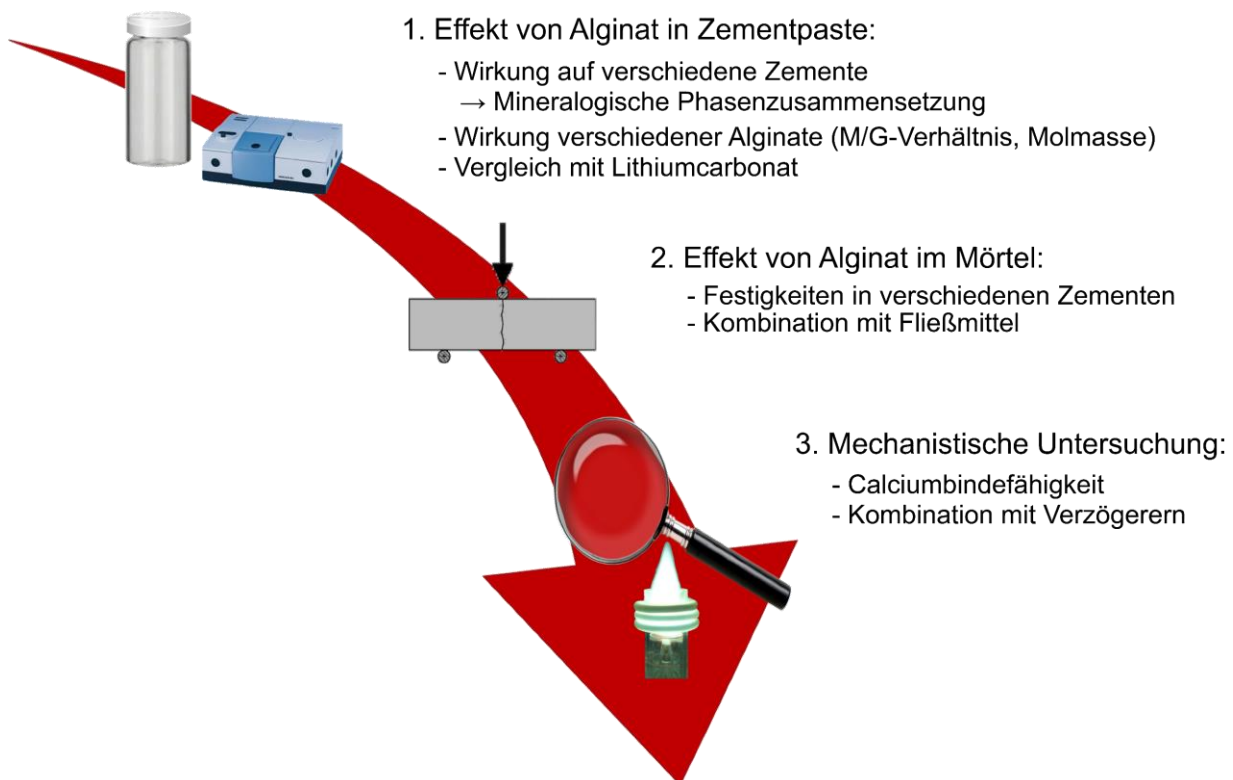 1. Effekt von Alginat in Zementpaste:
- Wirkung auf verschiedene Zemente
→ Mineralogische Phasenzusammensetzung
- Wirkung verschiedener Alginate (M/G-Verhältnis, Molmasse)
- Vergleich mit Lithiumcarbonat
2. Effekt von Alginat im Mörtel:
- Festigkeiten in verschiedenen Zementen
- Kombination mit Fließmittel
3. Mechanistische Untersuchung:
- Calciumbindefähigkeit
- Kombination mit Verzögerern